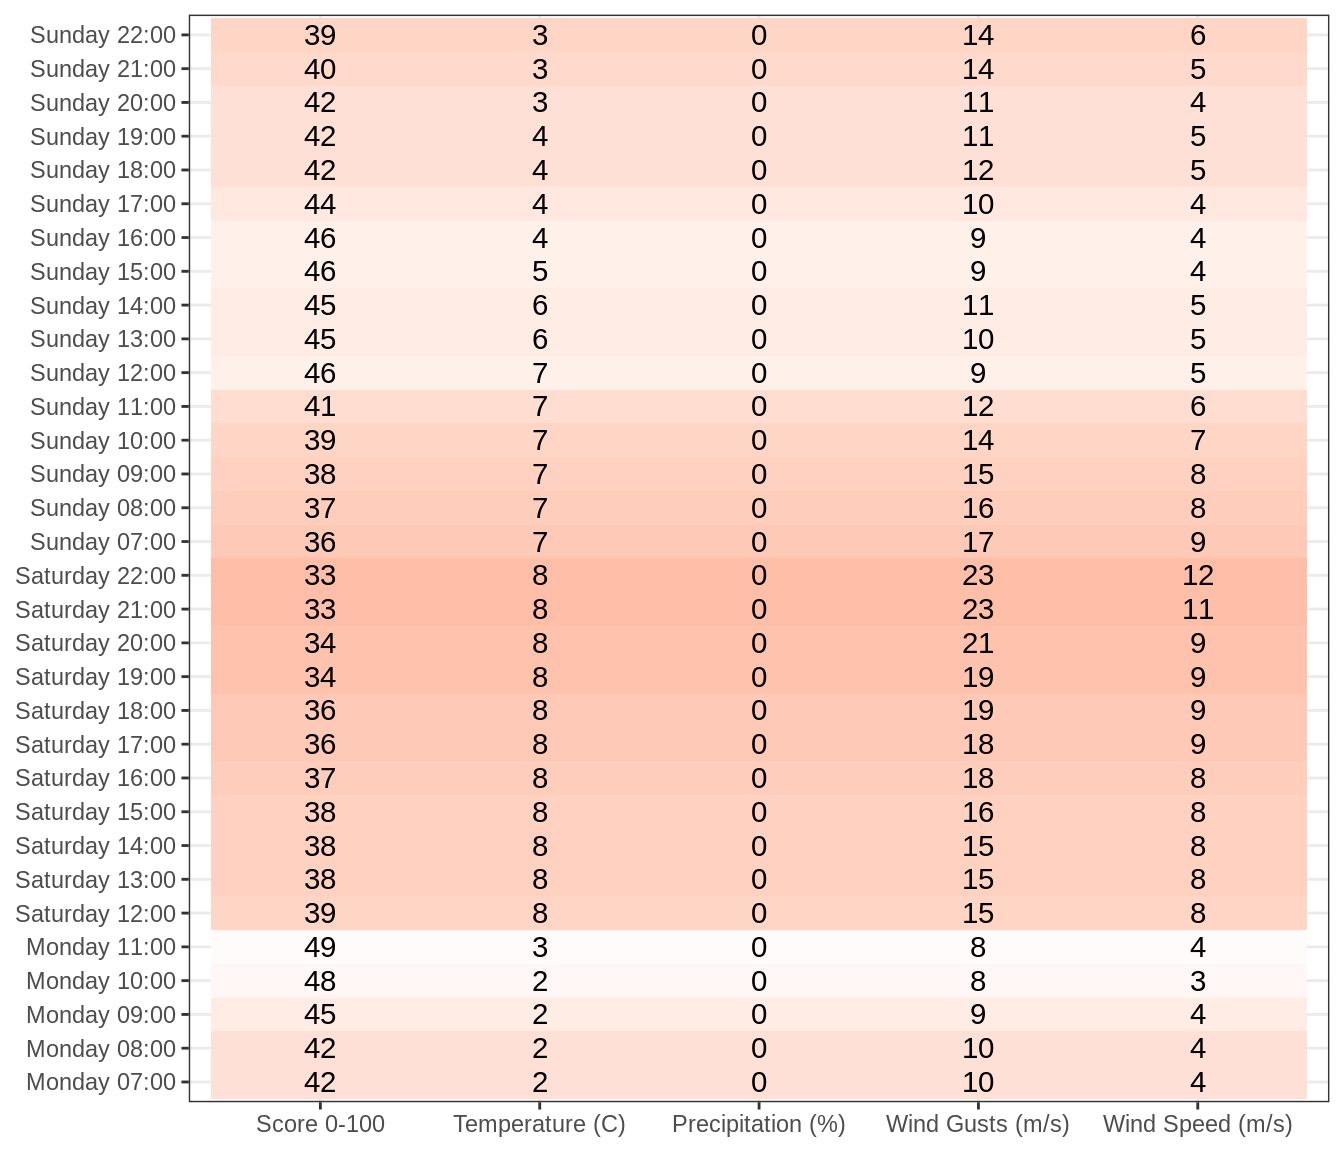 Sunday 22:00 39 3 0 14 6
Sunday 21:00 40 3 0 14 5
Sunday 20:00 42 3 0 11 4
Sunday 19:00 42 4 0 11 5
Sunday 18:00 42 4 0 12 5
Sunday 17:00 44 4 0 10 4
Sunday 16:00 46 4 0 9 4
Sunday 15:00 46 5 0 9 4
Sunday 14:00 45 6 0 11 5
Sunday 13:00 45 6 0 10 5
Sunday 12:00 46 7 0 9 5
Sunday 11:00 41 7 0 12 6
Sunday 10:00 39 7 0 14 7
Sunday 09:00 38 7 0 15 8
Sunday 08:00 37 7 0 16 8
Sunday 07:00 36 7 0 17 9
Saturday 22:00 33 8 0 23 12
Saturday 21:00 33 8 0 23 11
Saturday 20:00 34 8 0 21 9
Saturday 19:00 34 8 0 19 9
Saturday 18:00 36 8 0 19 9
Saturday 17:00 36 8 0 18 9
Saturday 16:00 37 8 0 18 8
Saturday 15:00 38 8 0 16 8
Saturday 14:00 38 8 0 15 8
Saturday 13:00 38 8 0 15 8
Saturday 12:00 39 8 0 15 8
Monday 11:00 49 3 0 8 4
Monday 10:00 48 2 0 8 3
Monday 09:00 45 2 0 9 4
Monday 08:00 42 2 0 10 4
Monday 07:00 42 2 0 10 4
Score 0-100 Temperature (C) Precipitation (%) Wind Gusts (m/s) Wind Speed (m/s)